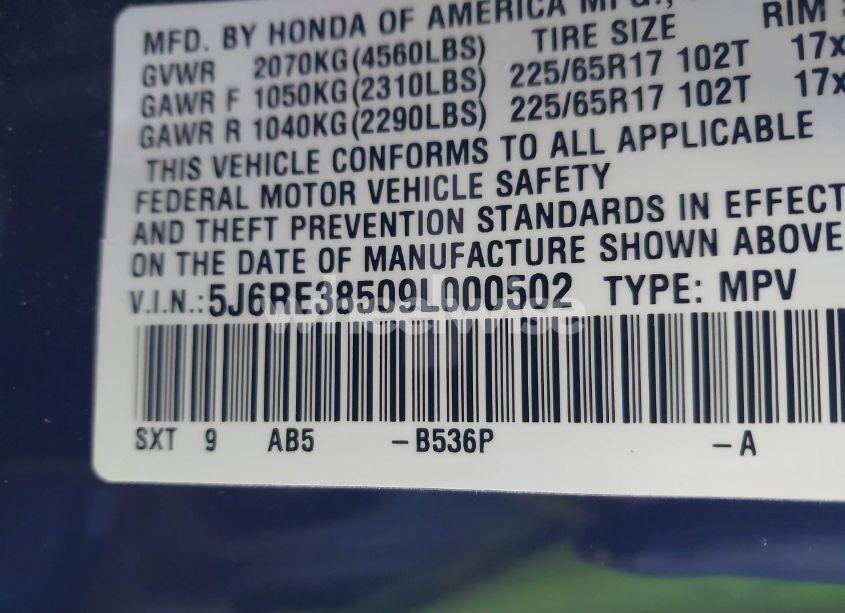 MFD. BY HONDA OF AMERICA MFG.,
GVWR 2070KG(4560LBS) TIRE SIZE RIM
GAWR F 1050KG(2310LBS) 225/65R17 102T 17x
GAWR R 1040KG(2290LBS) 225/65R17 102T 17x
THIS VEHICLE CONFORMS TO ALL APPLICABLE
FEDERAL MOTOR VEHICLE SAFETY
AND THEFT PREVENTION STANDARDS IN EFFECT
ON THE DATE OF MANUFACTURE SHOWN ABOVE
V.I.N.: 5J6RE38509L000502 TYPE: MPV
wheelwise
SXT 9 AB5 -B536P -A